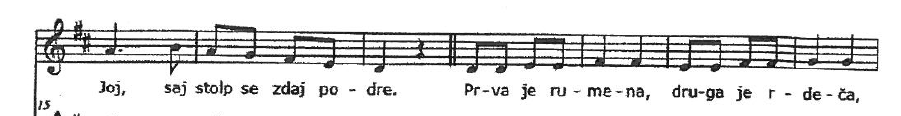 Joj, saj stolp se zdaj po - dre. Pr-va je ru - me-na, dru-ga je r - de-ča,
15